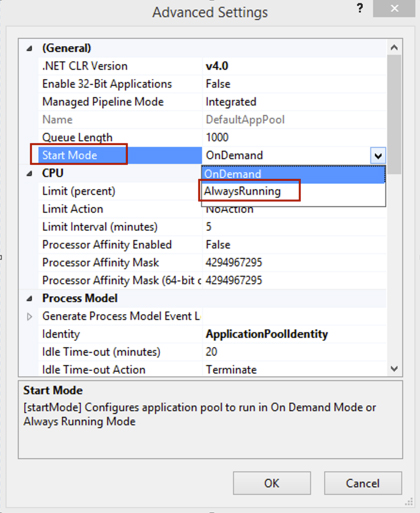 Advanced Settings
?
(General)
.NET CLR Version v4.0
Enable 32-Bit Applications False
Managed Pipeline Mode Integrated
Name DefaultAppPool
Queue Length 1000
Start Mode OnDemand
OnDemand
AlwaysRunning
CPU
Limit (percent)
Limit Action NoAction
Limit Interval (minutes) 5
Processor Affinity Enabled False
Processor Affinity Mask 4294967295
Processor Affinity Mask (64-bit o 4294967295
Process Model
Generate Process Model Event L
Identity ApplicationPoolIdentity
Idle Time-out (minutes) 20
Idle Time-out Action Terminate
Start Mode
[startMode] Configures application pool to run in On Demand Mode or
Always Running Mode
OK Cancel